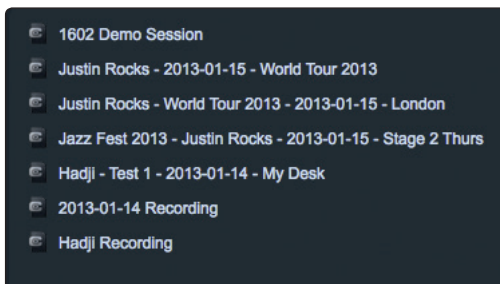 1602 Demo Session
Justin Rocks - 2013-01-15 - World Tour 2013
Justin Rocks - World Tour 2013 - 2013-01-15 - London
Jazz Fest 2013 - Justin Rocks - 2013-01-15 - Stage 2 Thurs
Hadji - Test 1 - 2013-01-14 - My Desk
2013-01-14 Recording
Hadji Recording